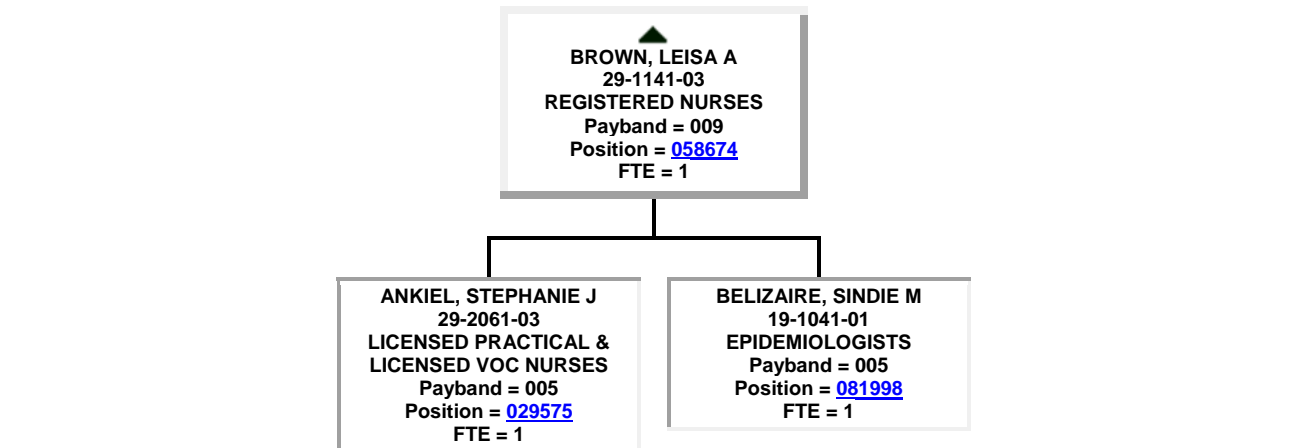 BROWN, LEISA A
29-1141-03
REGISTERED NURSES
Payband = 009
Position = 058674
FTE = 1
ANKIEL, STEPHANIE J
29-2061-03
LICENSED PRACTICAL &
LICENSED VOC NURSES
Payband = 005
Position = 029575
FTE = 1
BELIZAIRE, SINDIE M
19-1041-01
EPIDEMIOLOGISTS
Payband = 005
Position = 081998
FTE = 1